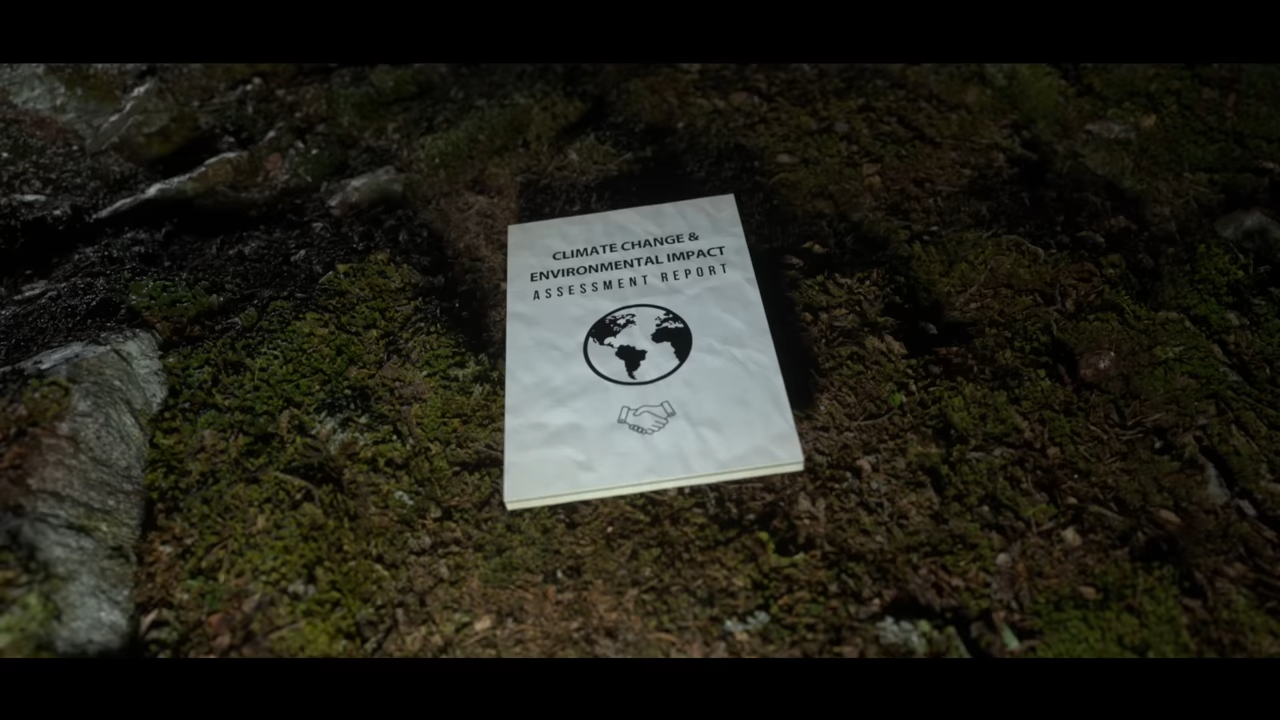 CLIMATE CHANGE &
ENVIRONMENTAL IMPACT
ASSESSMENT REPORT